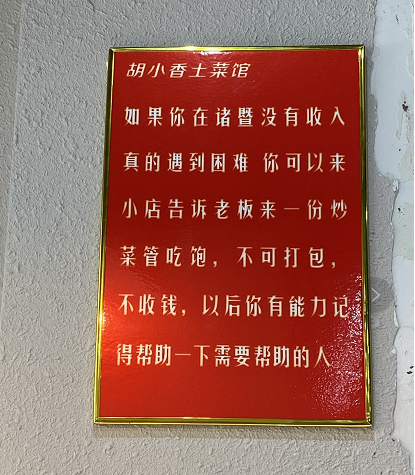 胡小香土菜馆
如果你在诸暨没有收入
真的遇到困难 你可以来
小店告诉老板来一份炒
菜管吃饱，不可打包，
不收钱，以后你有能力记
得帮助一下需要帮助的人